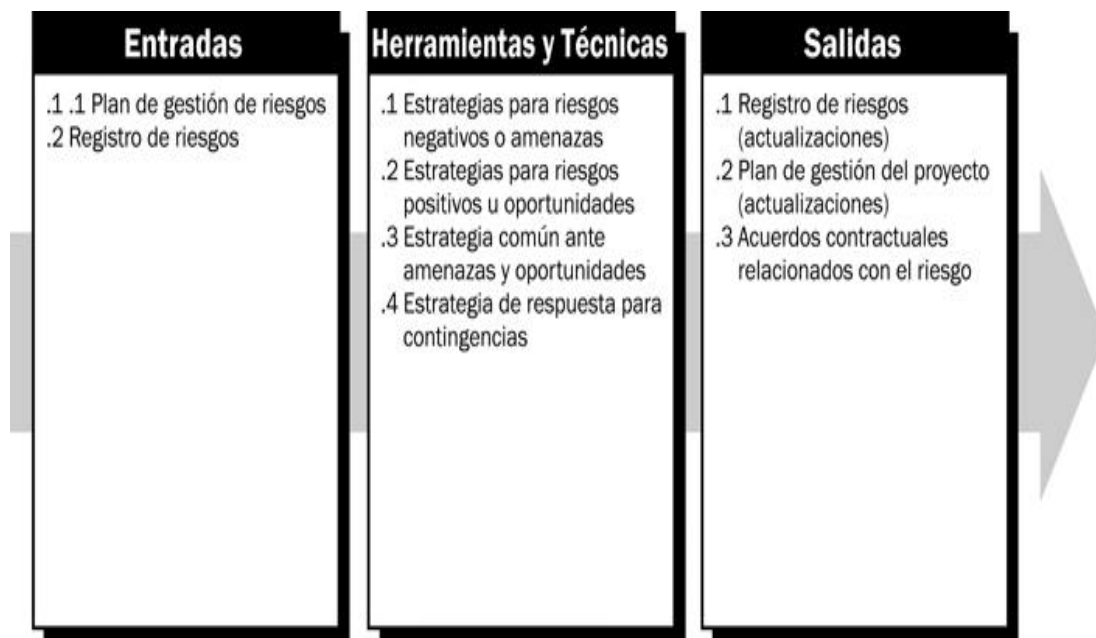 Entradas
.1 .1 Plan de gestión de riesgos
.2 Registro de riesgos
Herramientas y Técnicas
.1 Estrategias para riesgos
negativos o amenazas
.2 Estrategias para riesgos
positivos u oportunidades
.3 Estrategia común ante
amenazas y oportunidades
.4 Estrategia de respuesta para
contingencias
Salidas
.1 Registro de riesgos
(actualizaciones)
.2 Plan de gestión del proyecto
(actualizaciones)
.3 Acuerdos contractuales
relacionados con el riesgo